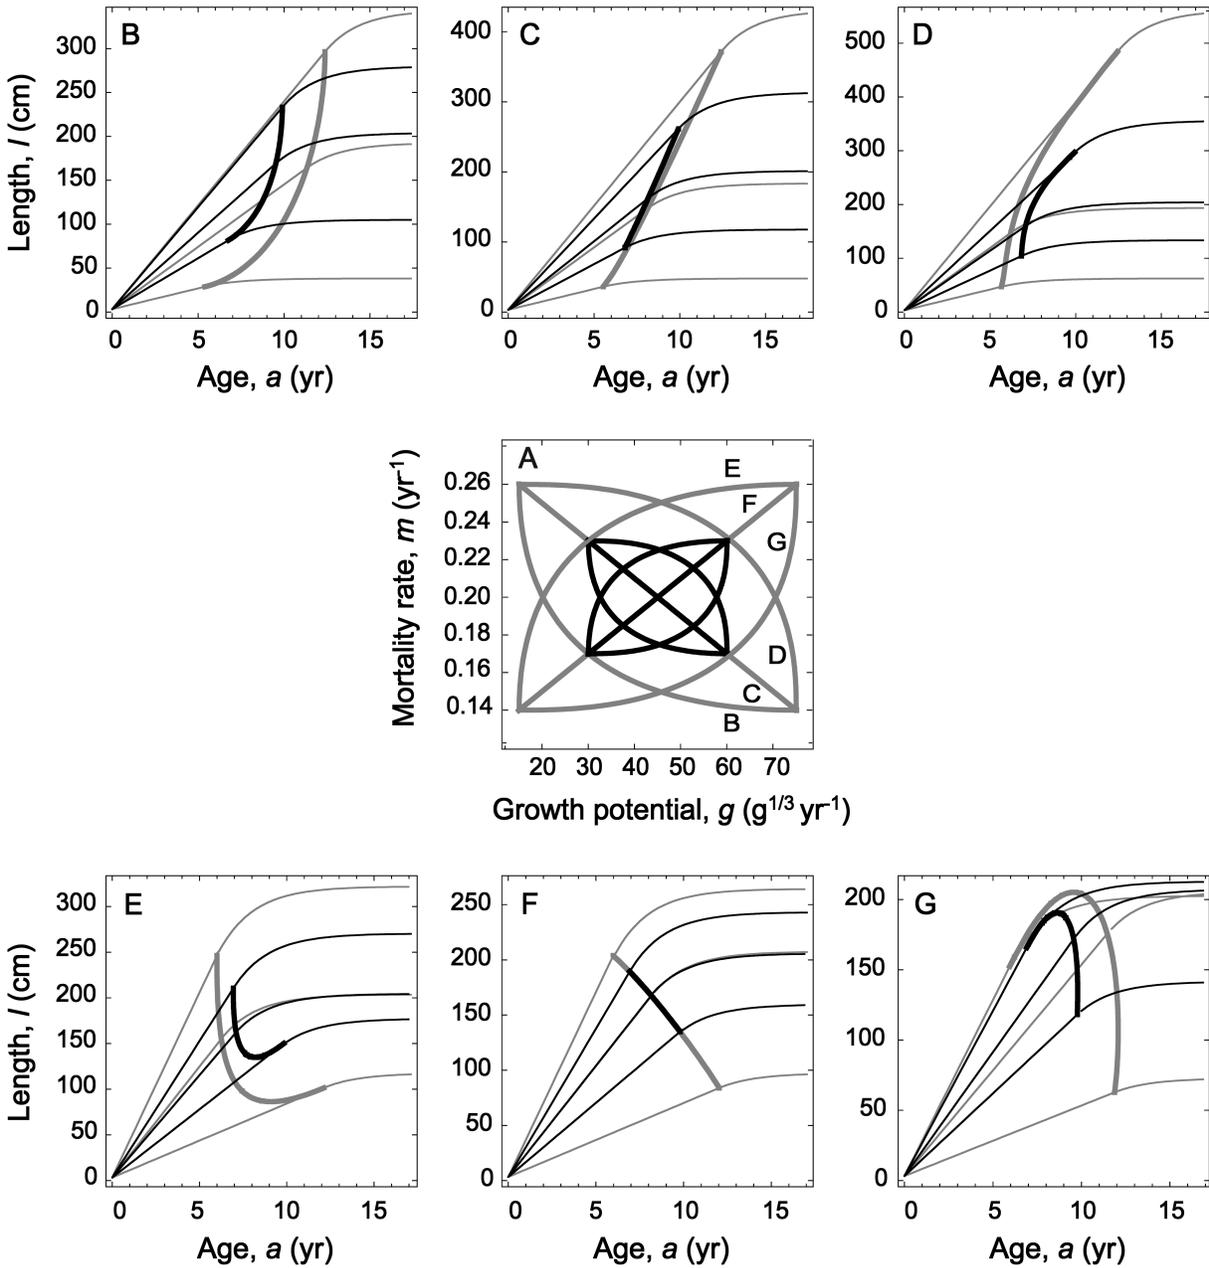 B
C
D
300
250
200
150
100
50
0
400
300
200
100
0
500
400
300
200
100
0
Length, l (cm)
0 5 10 15
0 5 10 15
0 5 10 15
Age, a (yr)
Age, a (yr)
Age, a (yr)
A
E
F
G
D
C
B
0.26
0.24
0.22
0.20
0.18
0.16
0.14
Mortality rate, m (yr⁻¹)
20 30 40 50 60 70
Growth potential, g (g^1/3 yr⁻¹)
E
F
G
300
250
200
150
100
50
0
250
200
150
100
50
0
200
150
100
50
0
Length, l (cm)
0 5 10 15
0 5 10 15
0 5 10 15
Age, a (yr)
Age, a (yr)
Age, a (yr)